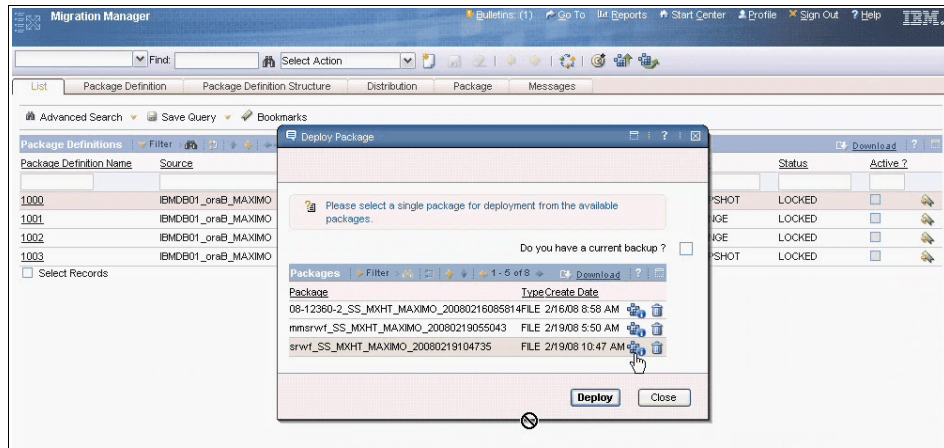 Migration Manager
Bulletins: (1) Go To Reports Start Center Profile Sign Out ? Help IBM.
Find: Select Action
List Package Definition Package Definition Structure Distribution Package Messages
Advanced Search Save Query Bookmarks
Deploy Package ?
Package Definitions Filter Download ?
Package Definition Name Source Status Active ?
Please select a single package for deployment from the available
packages.
1000 IBMDB01_oraB_MAXIMO PSHOT LOCKED
1001 IBMDB01_oraB_MAXIMO NGE LOCKED
1002 IBMDB01_oraB_MAXIMO NGE LOCKED
1003 IBMDB01_oraB_MAXIMO PSHOT LOCKED
Select Records
Do you have a current backup ?
Packages Filter 1 - 5 of 8 Download ?
Package Type Create Date
08-12360-2_SS_MXHT_MAXIMO_20080216085814 FILE 2/16/08 8:58 AM
mmsrwf_SS_MXHT_MAXIMO_20080219055043 FILE 2/19/08 5:50 AM
srwf_SS_MXHT_MAXIMO_20080219104735 FILE 2/19/08 10:47 AM
Deploy Close